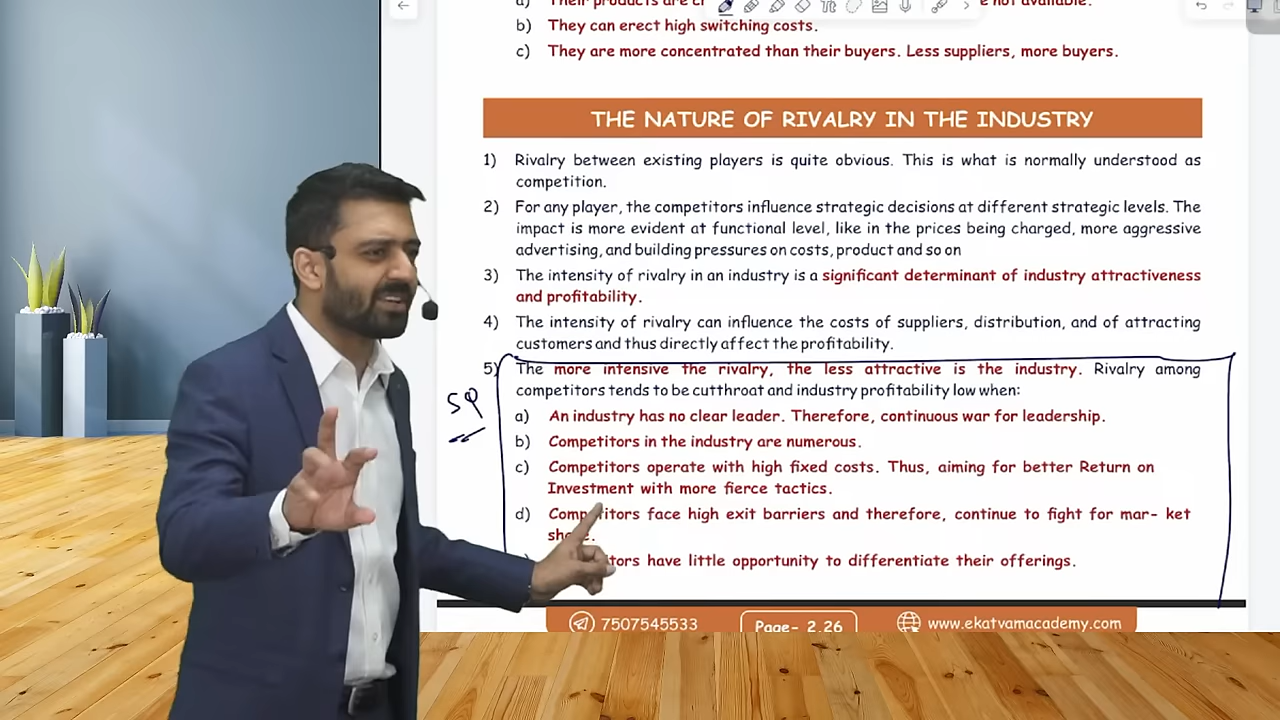 b) They can erect high switching costs.
c) They are more concentrated than their buyers. Less suppliers, more buyers.
THE NATURE OF RIVALRY IN THE INDUSTRY
1) Rivalry between existing players is quite obvious. This is what is normally understood as
competition.
2) For any player, the competitors influence strategic decisions at different strategic levels. The
impact is more evident at functional level, like in the prices being charged, more aggressive
advertising, and building pressures on costs, product and so on
3) The intensity of rivalry in an industry is a significant determinant of industry attractiveness
and profitability.
4) The intensity of rivalry can influence the costs of suppliers, distribution, and of attracting
customers and thus directly affect the profitability.
5) The more intensive the rivalry, the less attractive is the industry. Rivalry among
competitors tends to be cutthroat and industry profitability low when:
SQ
a) An industry has no clear leader. Therefore, continuous war for leadership.
b) Competitors in the industry are numerous.
c) Competitors operate with high fixed costs. Thus, aiming for better Return on
Investment with more fierce tactics.
d) Competitors face high exit barriers and therefore, continue to fight for mar- ket
have little opportunity to differentiate their offerings.
7507545533 Page- 2.26 www.ekatvamacademy.com